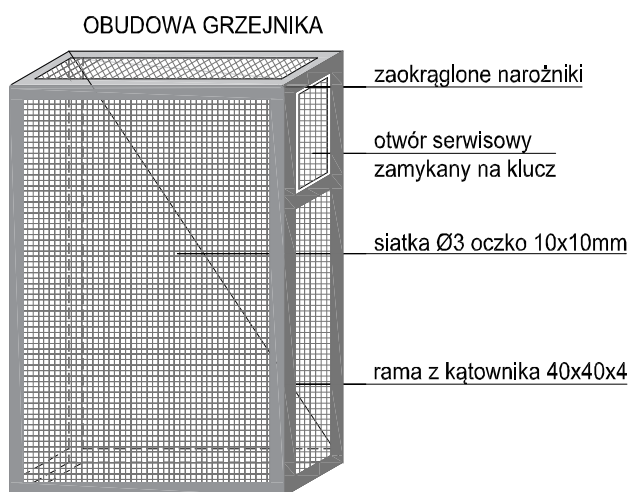 OBUDOWA GRZEJNIKA
zaokrąglone narożniki
otwór serwisowy
zamykany na klucz
siatka Ø3 oczko 10x10mm
rama z kątownika 40x40x4